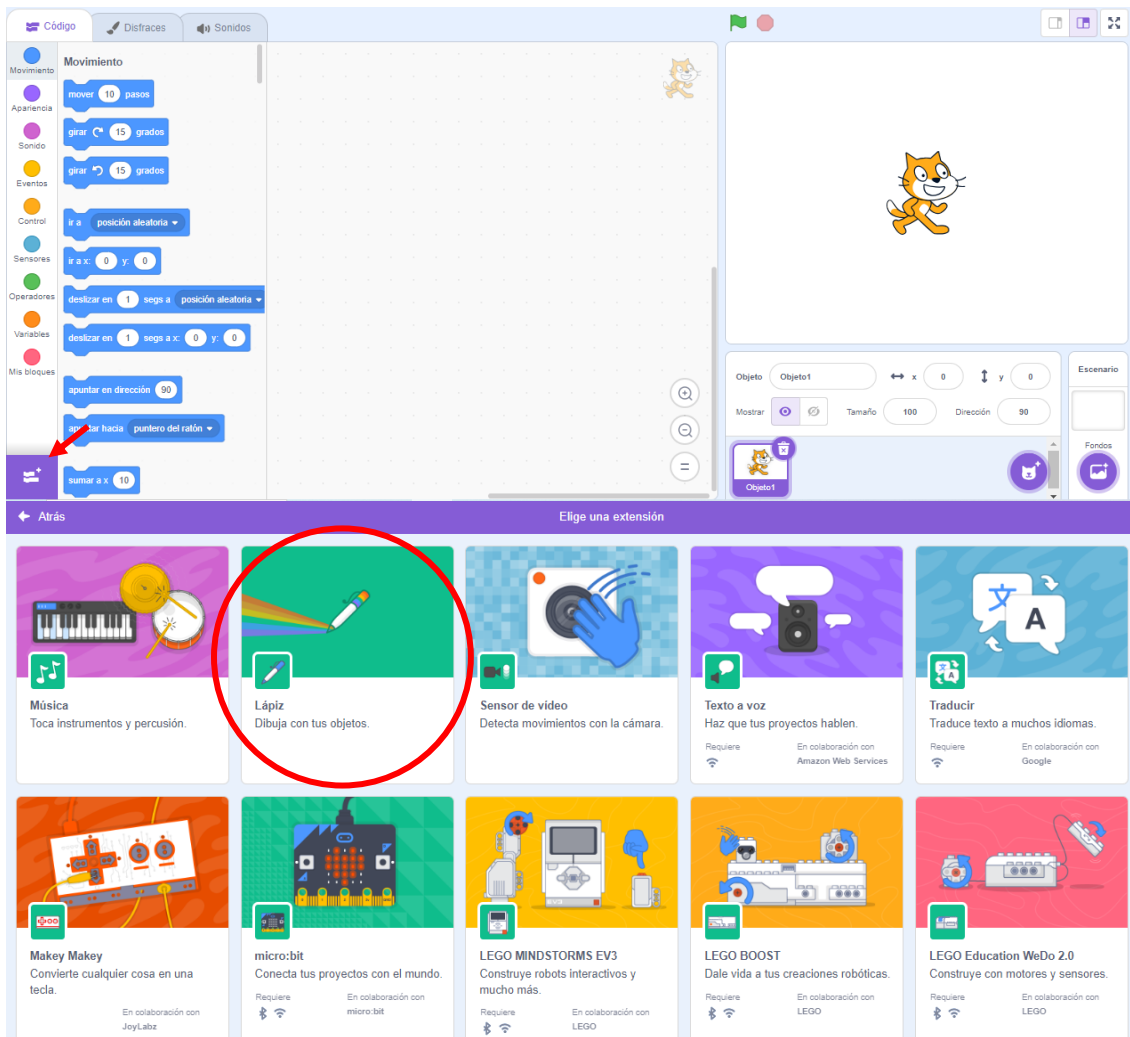 Código
Disfraces
Sonidos
Movimiento
Apariencia
Sonido
Eventos
Control
Sensores
Operadores
Variables
Mis bloques
Movimiento
mover 10 pasos
girar 15 grados
girar 15 grados
ir a posición aleatoria
ir a x: 0 y: 0
deslizar en 1 segs a posición aleatoria
deslizar en 1 segs a x: 0 y: 0
apuntar en dirección 90
apuntar hacia puntero del ratón
sumar a x 10
Objeto Objeto1 x 0 y 0
Mostrar Tamaño 100 Dirección 90
Objeto1
Escenario
Fondos
Atrás
Elige una extensión
Música
Toca instrumentos y percusión.
Lápiz
Dibuja con tus objetos.
Sensor de vídeo
Detecta movimientos con la cámara.
Texto a voz
Haz que tus proyectos hablen.
Requiere
En colaboración con
Amazon Web Services
Traducir
Traduce texto a muchos idiomas.
Requiere
En colaboración con
Google
Makey Makey
Convierte cualquier cosa en una
tecla.
En colaboración con
JoyLabz
micro:bit
Conecta tus proyectos con el mundo.
Requiere
En colaboración con
micro:bit
EV3
LEGO MINDSTORMS EV3
Construye robots interactivos y
mucho más.
Requiere
En colaboración con
LEGO
LEGO BOOST
Dale vida a tus creaciones robóticas.
Requiere
En colaboración con
LEGO
LEGO Education WeDo 2.0
Construye con motores y sensores.
Requiere
En colaboración con
LEGO